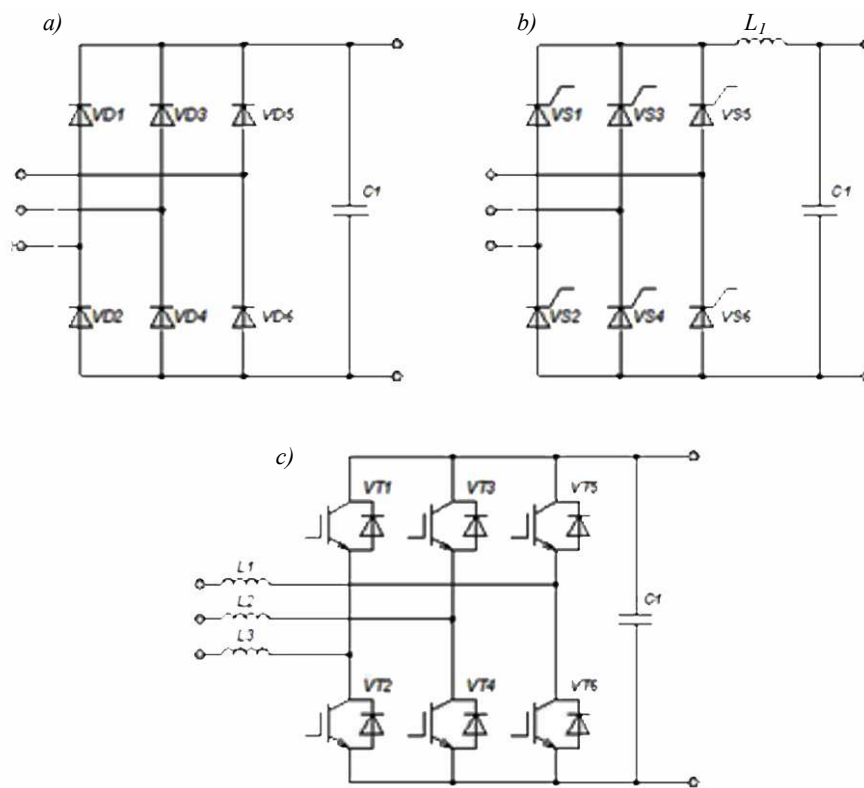 a)
VD1 VD3 VD5
C1
VD2 VD4 VD6
b) L1
VS1 VS3 VS5
C1
VS2 VS4 VS6
c)
VT1 VT3 VT5
L1
L2
L3
C1
VT2 VT4 VT6